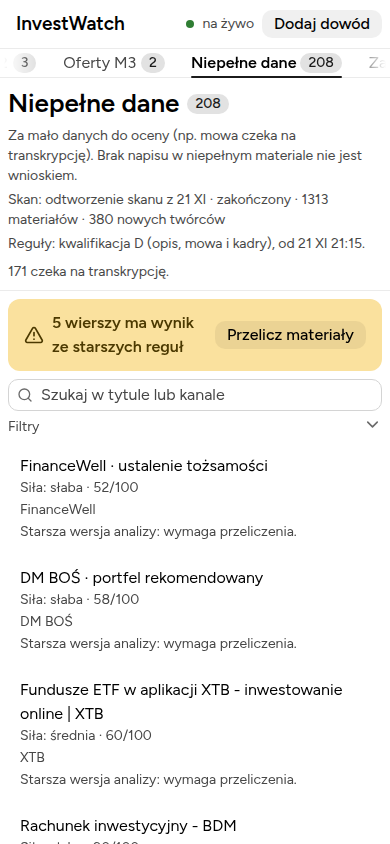 InvestWatch
na żywo
Dodaj dowód
3
Oferty M3 2
Niepełne dane 208
Za
Niepełne dane 208
Za mało danych do oceny (np. mowa czeka na
transkrypcję). Brak napisu w niepełnym materiale nie jest
wnioskiem.
Skan: odtworzenie skanu z 21 XI · zakończony · 1313
materiałów · 380 nowych twórców
Reguły: kwalifikacja D (opis, mowa i kadry), od 21 XI 21:15.
171 czeka na transkrypcję.
5 wierszy ma wynik
ze starszych reguł
Przelicz materiały
Szukaj w tytule lub kanale
Filtry
FinanceWell · ustalenie tożsamości
Siła: słaba · 52/100
FinanceWell
Starsza wersja analizy: wymaga przeliczenia.
DM BOŚ · portfel rekomendowany
Siła: słaba · 58/100
DM BOŚ
Starsza wersja analizy: wymaga przeliczenia.
Fundusze ETF w aplikacji XTB - inwestowanie
online | XTB
Siła: średnia · 60/100
XTB
Starsza wersja analizy: wymaga przeliczenia.
Rachunek inwestycyjny - BDM